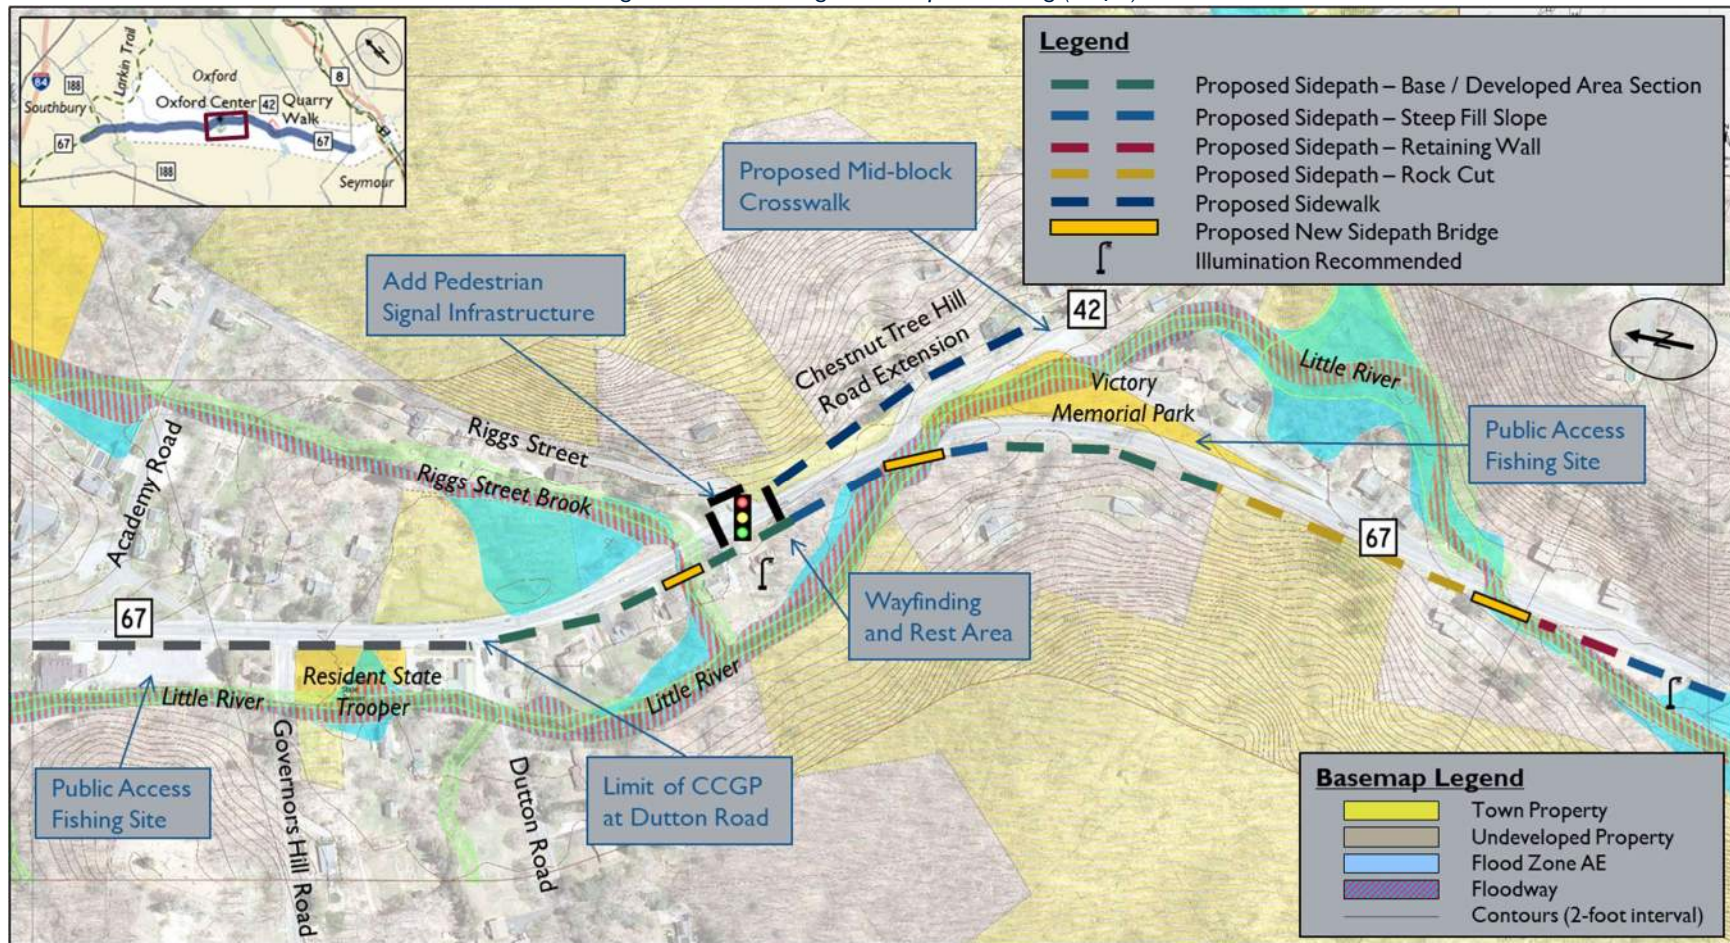 84
188
Larkin Trail
Oxford
8
Southbury
Oxford Center
42
Quarry
Walk
67
67
188
Seymour
N
Legend
Proposed Sidepath – Base / Developed Area Section
Proposed Sidepath – Steep Fill Slope
Proposed Sidepath – Retaining Wall
Proposed Sidepath – Rock Cut
Proposed Sidewalk
Proposed New Sidepath Bridge
Illumination Recommended
Proposed Mid-block
Crosswalk
Add Pedestrian
Signal Infrastructure
42
N
Chestnut Tree Hill
Road Extension
Little River
Victory
Memorial Park
Public Access
Fishing Site
Riggs Street
Riggs Street Brook
Academy Road
67
67
Wayfinding
and Rest Area
Resident State
Trooper
Little River
Little River
Governors Hill Road
Dutton Road
Public Access
Fishing Site
Limit of CCGP
at Dutton Road
Basemap Legend
Town Property
Undeveloped Property
Flood Zone AE
Floodway
Contours (2-foot interval)